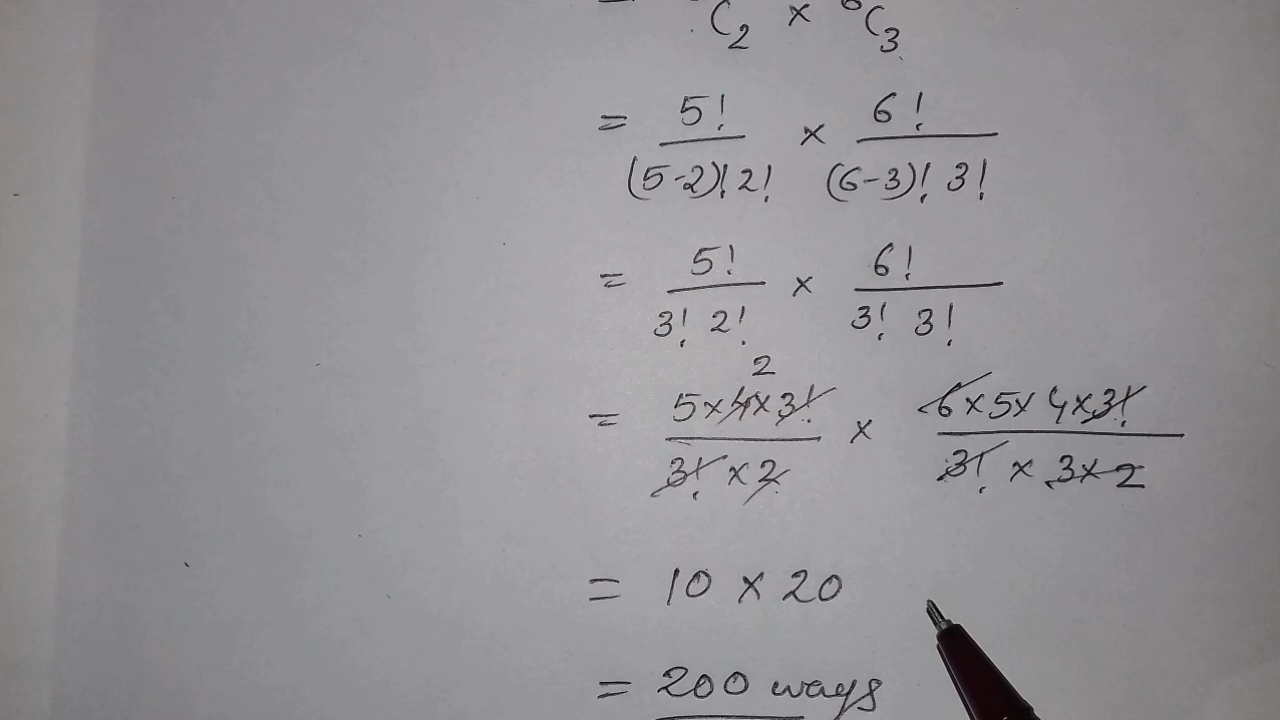 = C₂ × ⁶C₃
= 5! / (5-2)! 2! × 6! / (6-3)! 3!
= 5! / 3! 2! × 6! / 3! 3!
2
= 5×4×3! / 3! × 2 × 6×5×4×3! / 3! × 3×2
= 10 × 20
= 200 ways